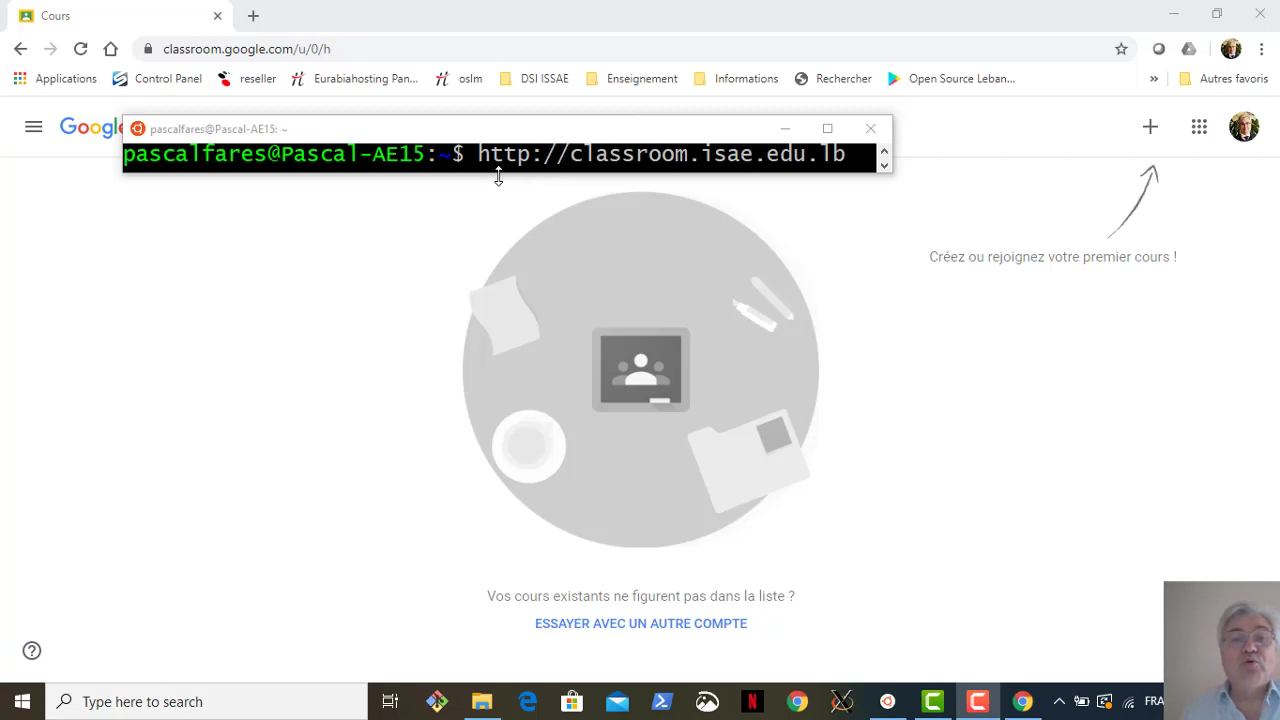 Cours
classroom.google.com/u/0/h
Applications
Control Panel
reseller
Eurabiahosting Pan...
oslm
DSI ISSAE
Enseignement
Informations
Rechercher
Open Source Leban...
»
Autres favoris
Google
pascalfares@Pascal-AE15: ~
pascalfares@Pascal-AE15:~$ http://classroom.isae.edu.lb
Créez ou rejoignez votre premier cours !
Vos cours existants ne figurent pas dans la liste ?
ESSAYER AVEC UN AUTRE COMPTE
Type here to search
FRA